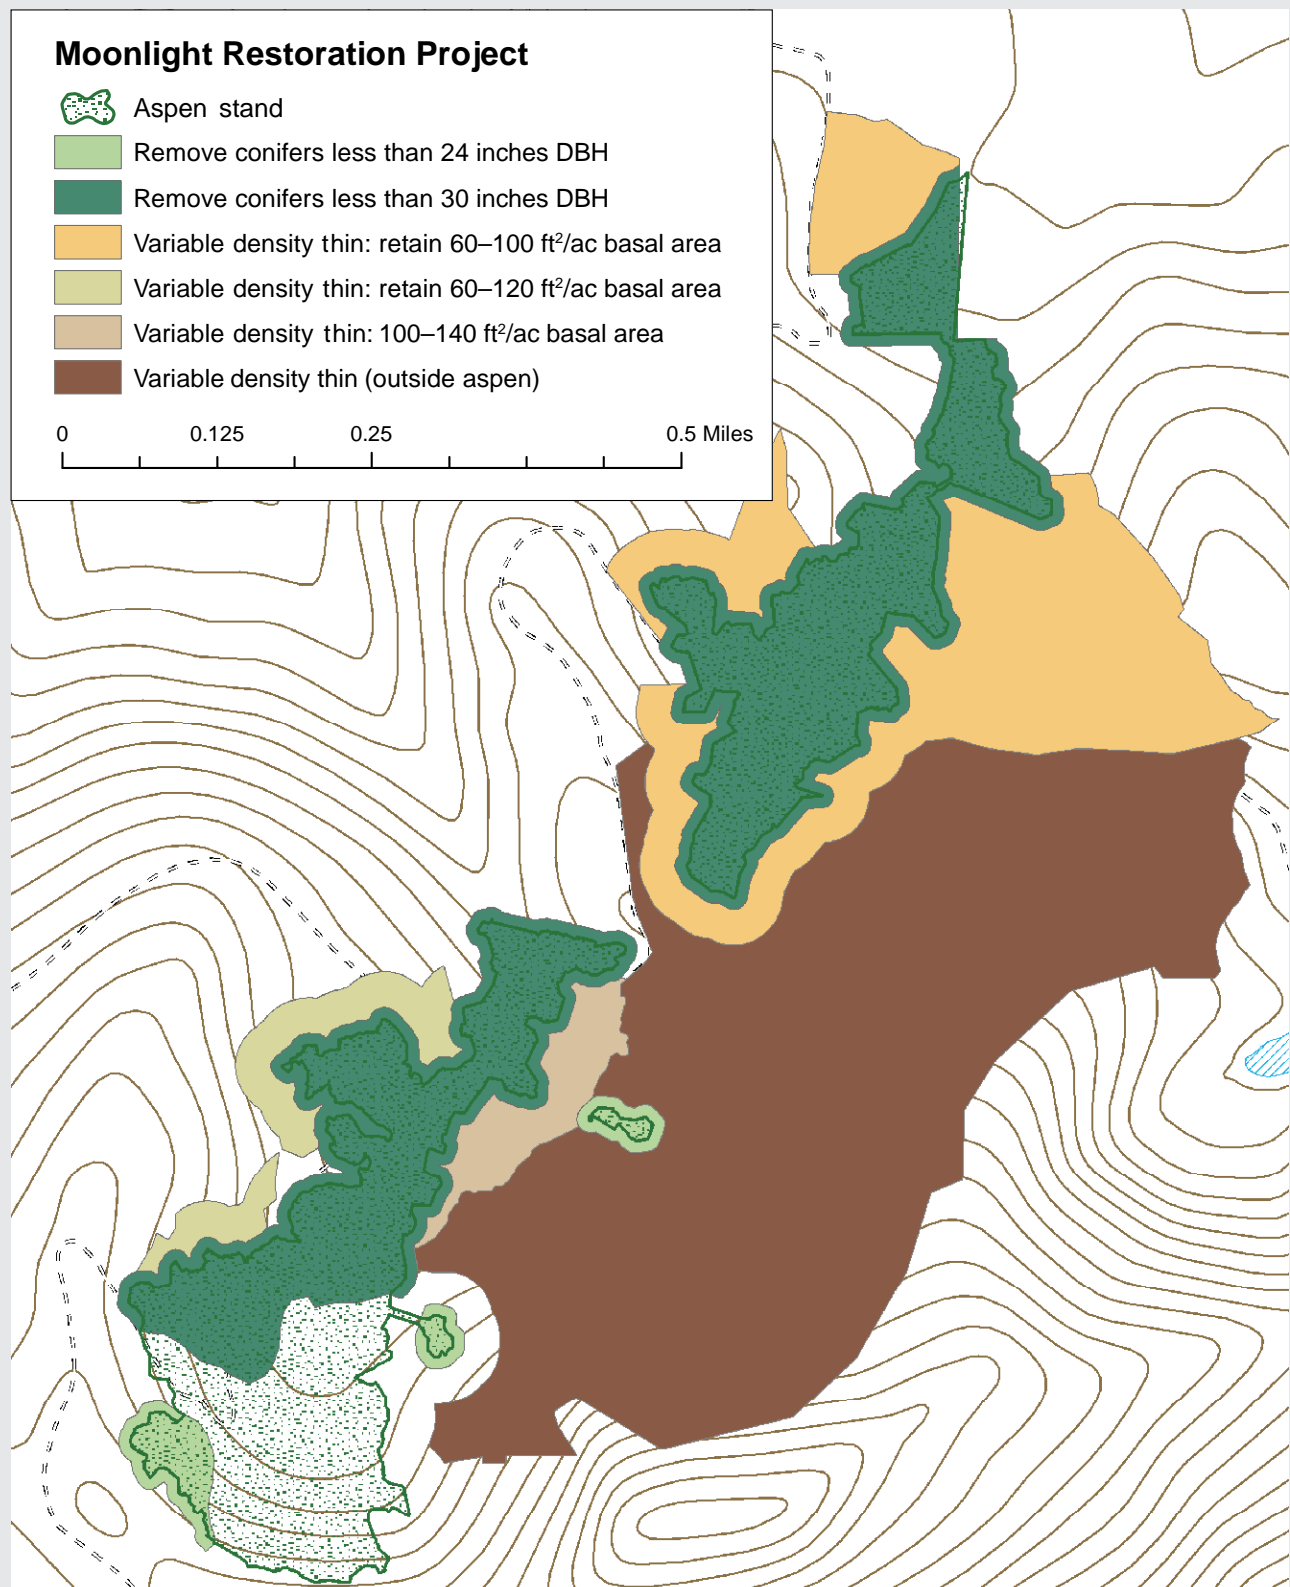 Moonlight Restoration Project
Aspen stand
Remove conifers less than 24 inches DBH
Remove conifers less than 30 inches DBH
Variable density thin: retain 60–100 ft²/ac basal area
Variable density thin: retain 60–120 ft²/ac basal area
Variable density thin: 100–140 ft²/ac basal area
Variable density thin (outside aspen)
0 0.125 0.25 0.5 Miles